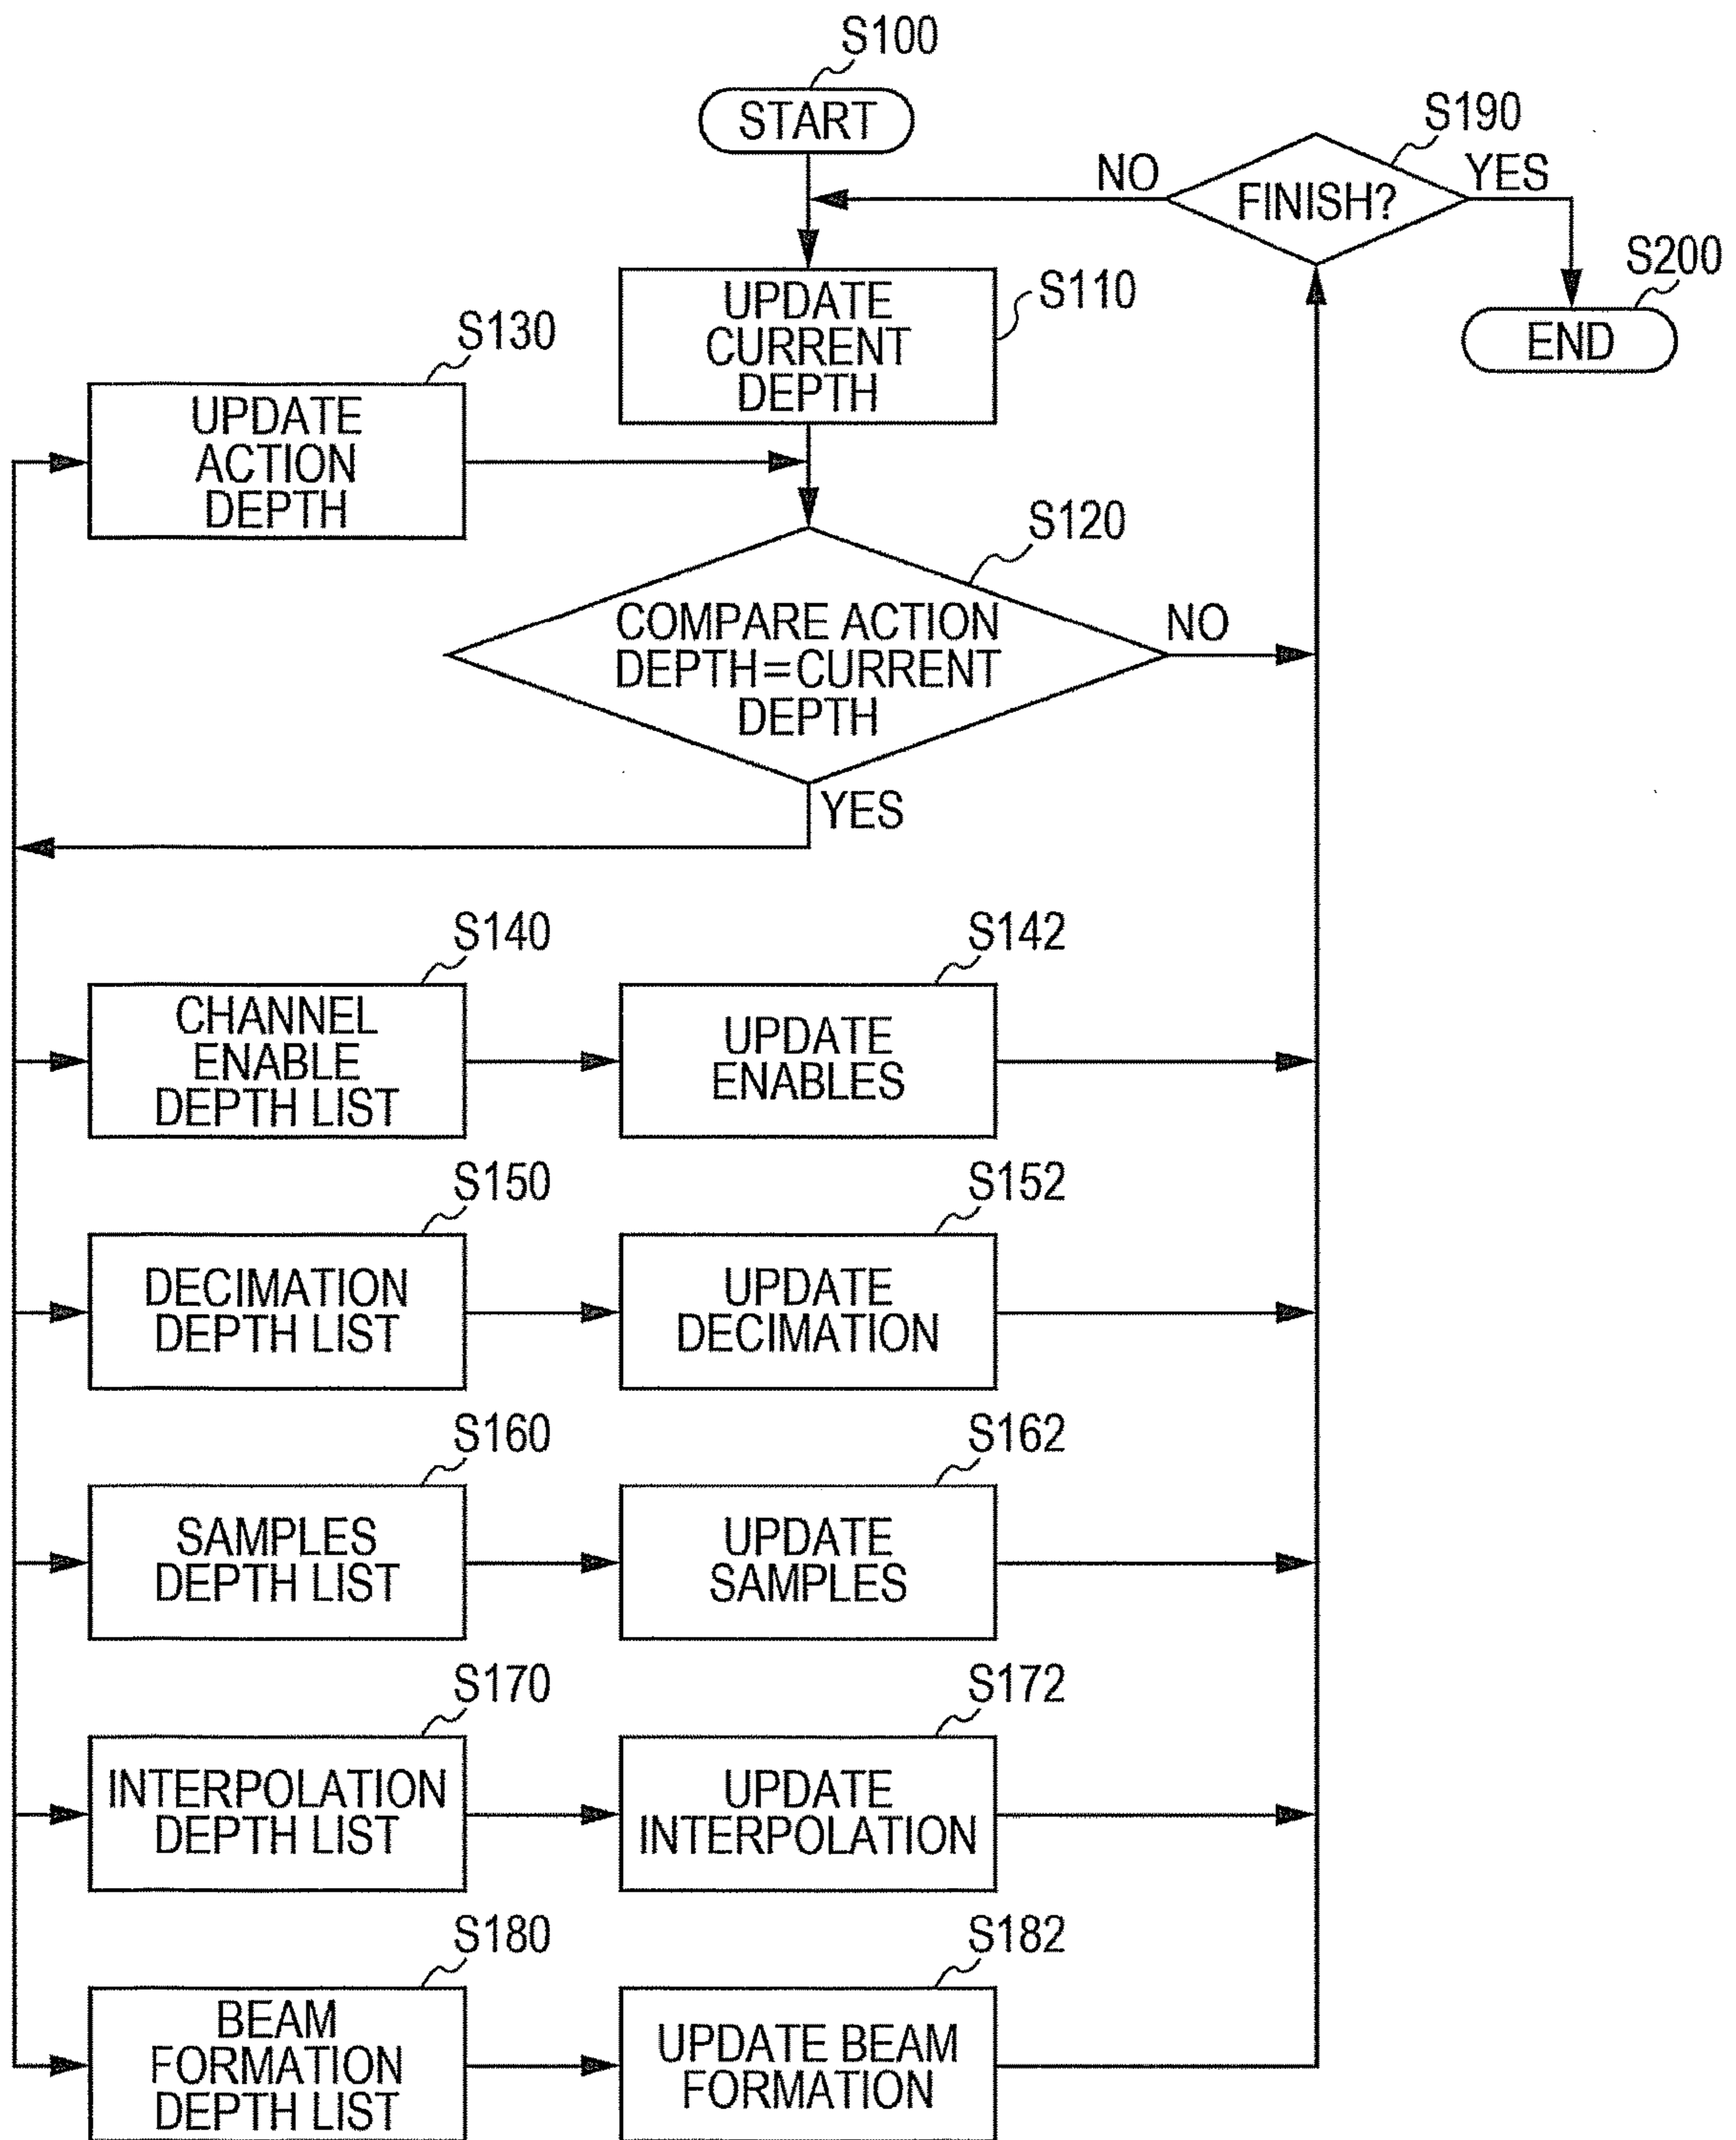 S100
START
S190
NO
FINISH?
YES
S200
END
UPDATE
CURRENT
DEPTH
S110
S130
UPDATE
ACTION
DEPTH
S120
COMPARE ACTION
DEPTH=CURRENT
DEPTH
NO
YES
S140
CHANNEL
ENABLE
DEPTH LIST
S142
UPDATE
ENABLES
S150
DECIMATION
DEPTH LIST
S152
UPDATE
DECIMATION
S160
SAMPLES
DEPTH LIST
S162
UPDATE
SAMPLES
S170
INTERPOLATION
DEPTH LIST
S172
UPDATE
INTERPOLATION
S180
BEAM
FORMATION
DEPTH LIST
S182
UPDATE BEAM
FORMATION